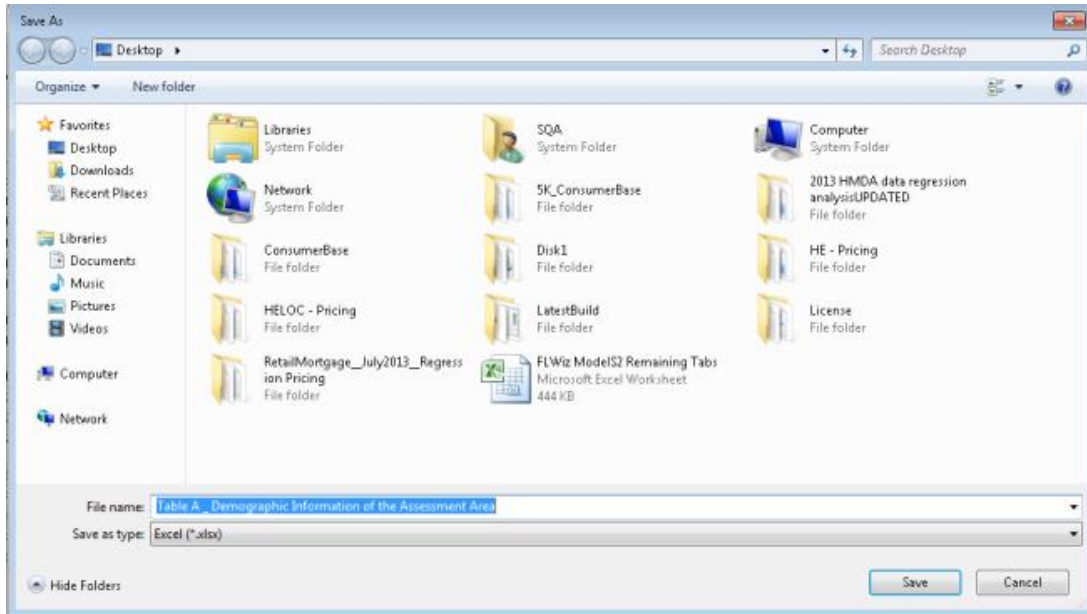 Save As
Desktop
Search Desktop
Organize
New folder
Favorites
Desktop
Downloads
Recent Places
Libraries
Documents
Music
Pictures
Videos
Computer
Network
Libraries
System Folder
SQA
System Folder
Computer
System Folder
Network
System Folder
5K_ConsumerBase
File folder
2013 HMDA data regression
analysisUPDATED
File folder
ConsumerBase
File folder
Disk1
File folder
HE - Pricing
File folder
HELOC - Pricing
File folder
LatestBuild
File folder
License
File folder
RetailMortgage__July2013__Regress
ion Pricing
File folder
FLWiz ModelS2 Remaining Tabs
Microsoft Excel Worksheet
444 KB
File name: Table A _ Demographic Information of the Assessment Area
Save as type: Excel (*.xlsx)
Hide Folders
Save
Cancel